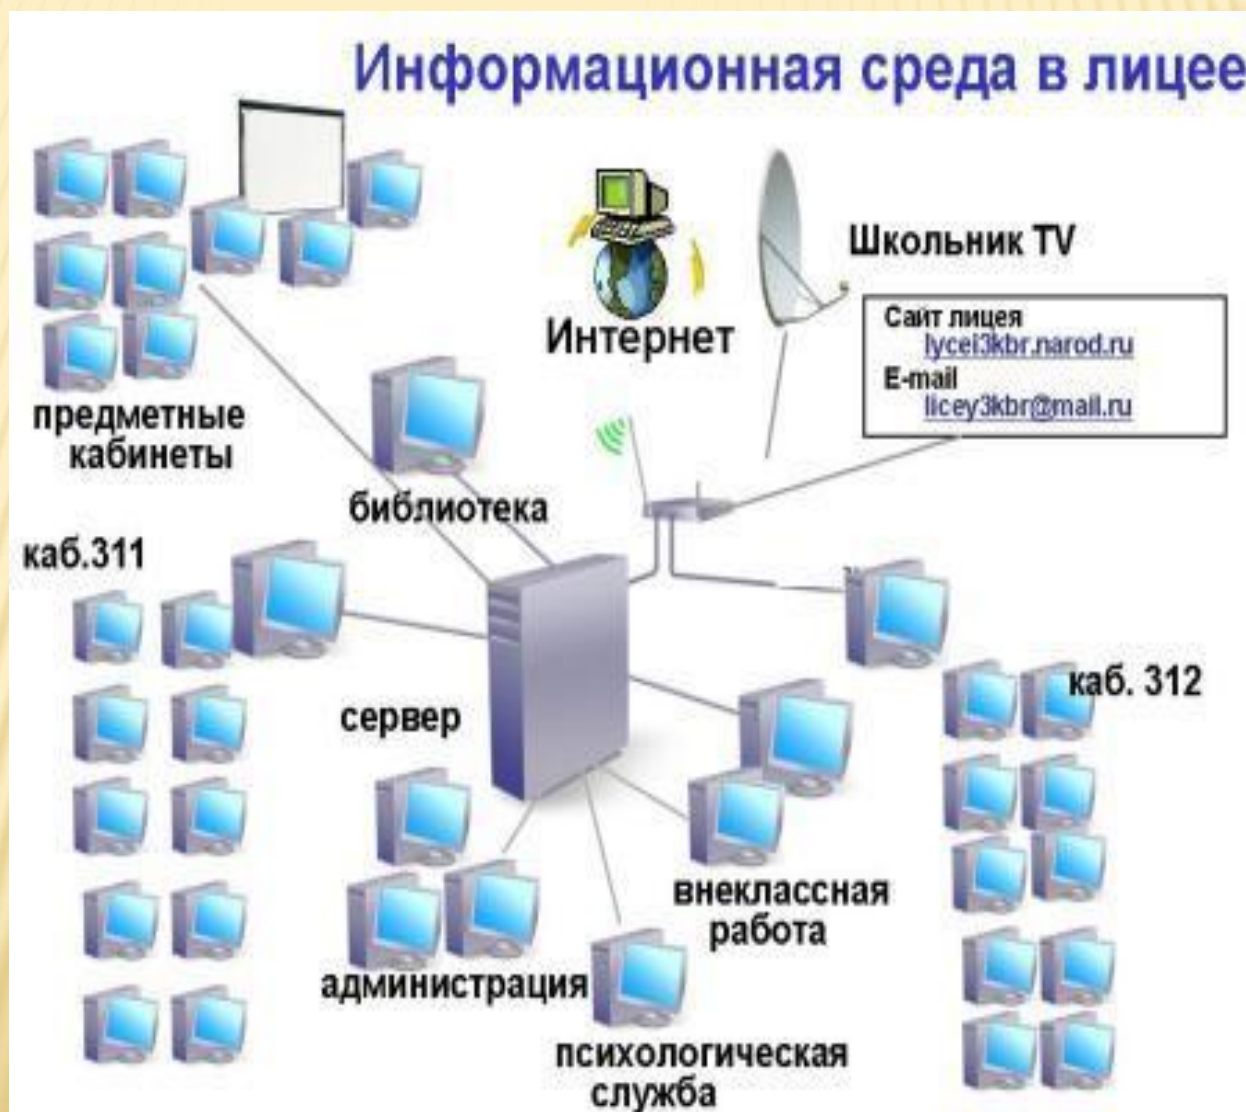 Информационная среда в лицее
Школьник TV
Интернет
Сайт лицея
lycei3kbr.narod.ru
E-mail
licey3kbr@mail.ru
предметные
кабинеты
библиотека
каб.311
сервер
каб. 312
внеклассная
работа
администрация
психологическая
служба